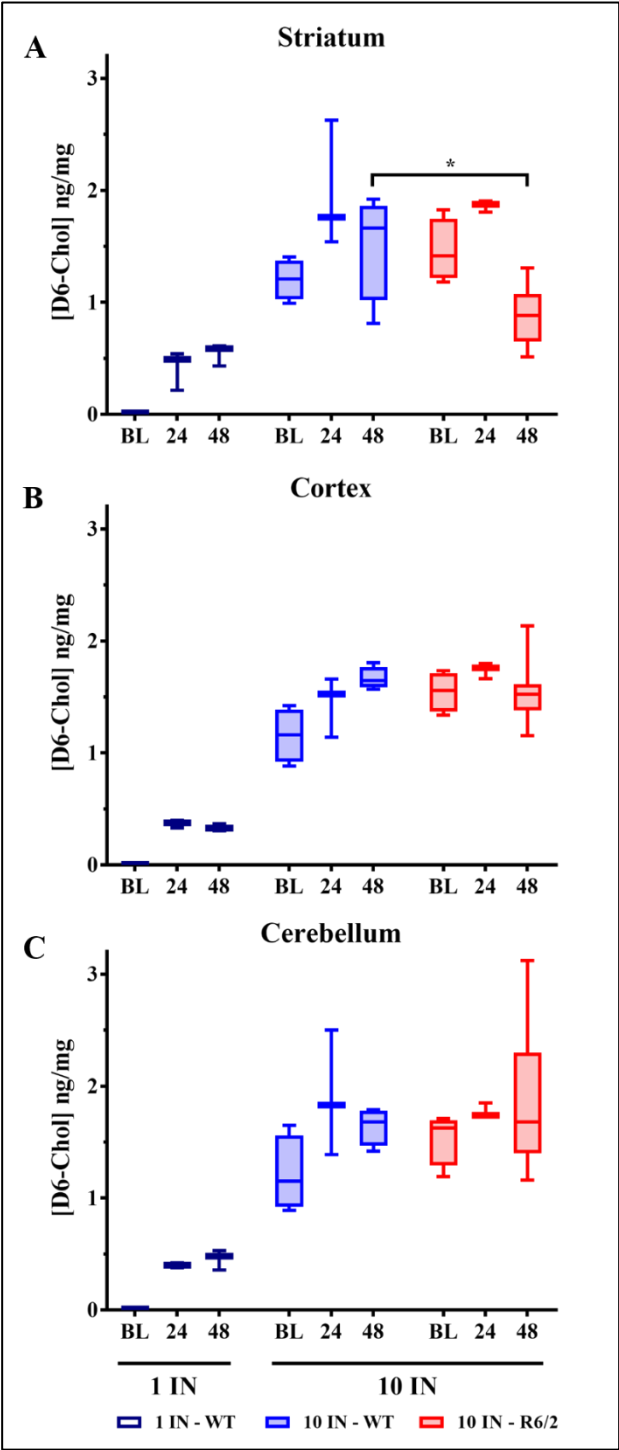 A
Striatum
[D6-Chol] ng/mg
3
2
1
0
*
BL 24 48 BL 24 48 BL 24 48
B
Cortex
[D6-Chol] ng/mg
3
2
1
0
BL 24 48 BL 24 48 BL 24 48
C
Cerebellum
[D6-Chol] ng/mg
3
2
1
0
BL 24 48 BL 24 48 BL 24 48
1 IN 10 IN
1 IN - WT 10 IN - WT 10 IN - R6/2